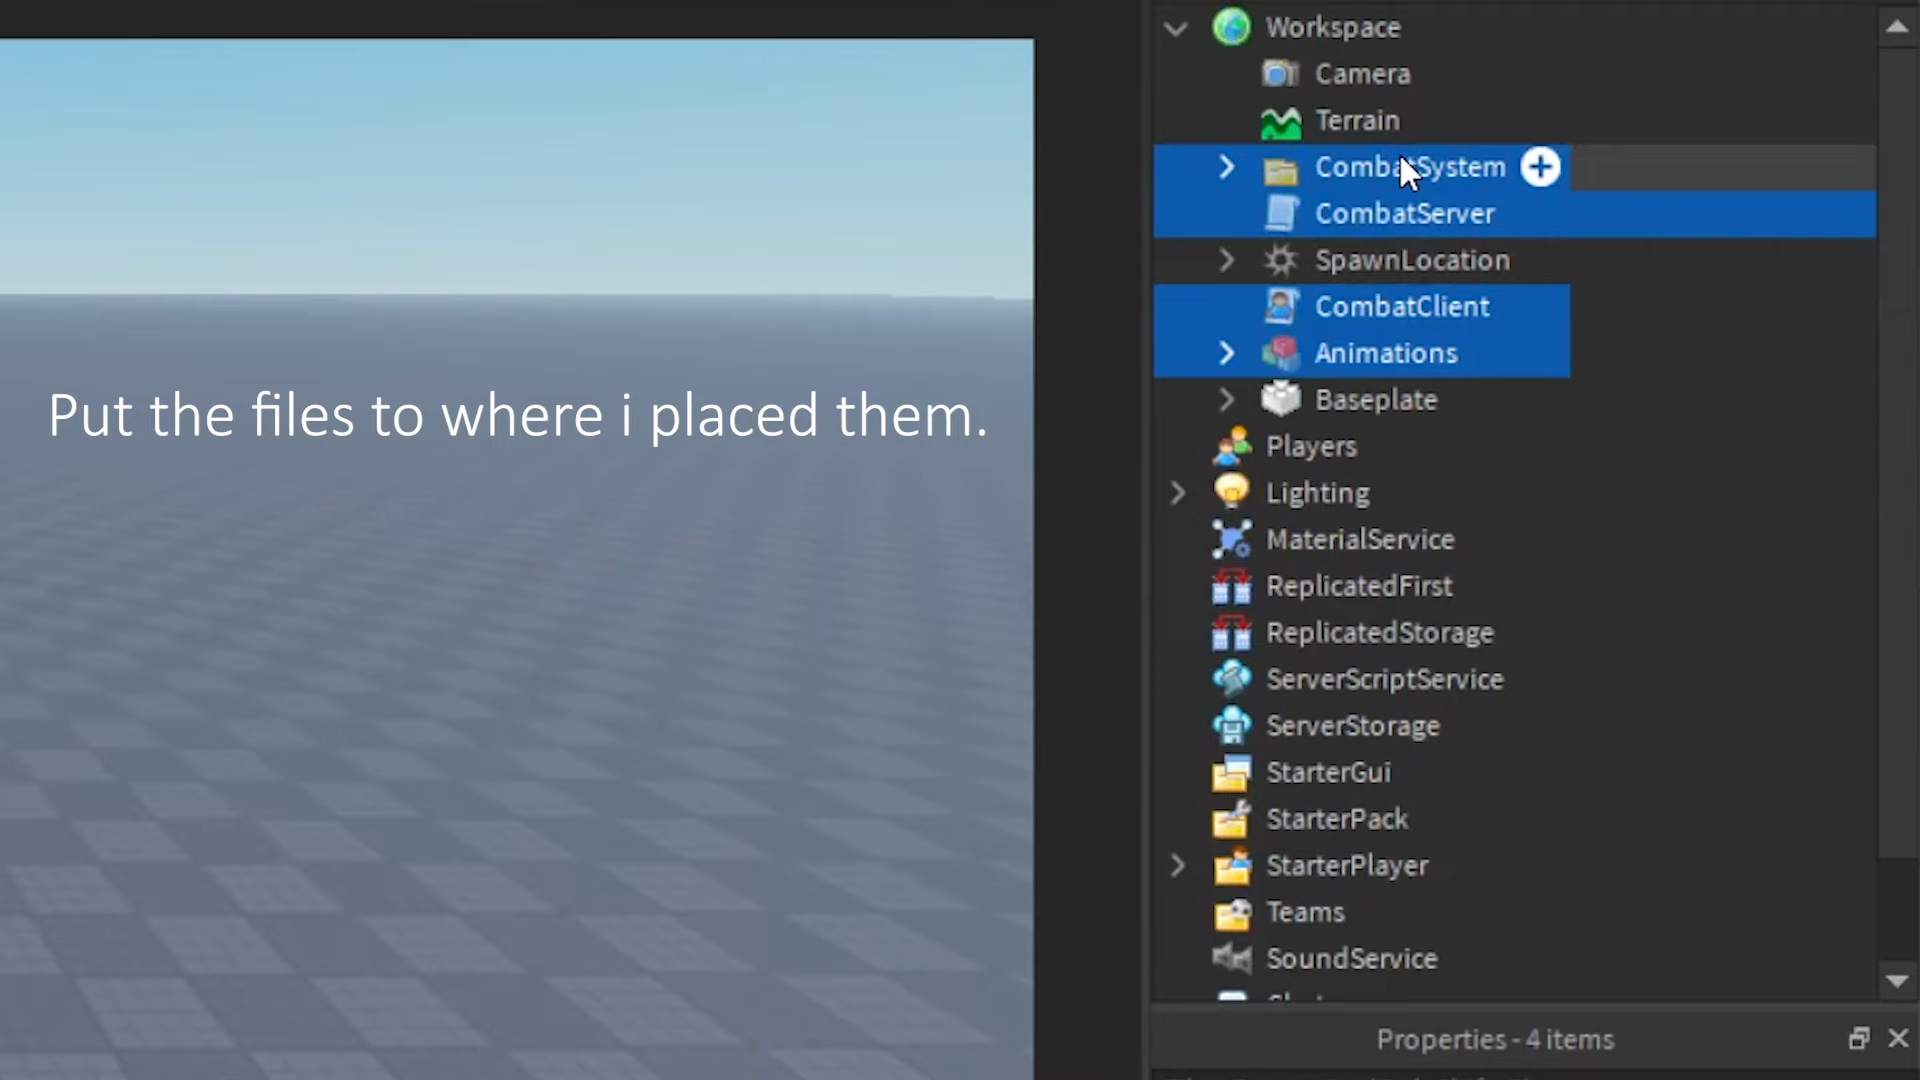 Workspace
Camera
Terrain
CombatSystem
CombatServer
SpawnLocation
CombatClient
Animations
Put the files to where i placed them.
Baseplate
Players
Lighting
MaterialService
ReplicatedFirst
ReplicatedStorage
ServerScriptService
ServerStorage
StarterGui
StarterPack
StarterPlayer
Teams
SoundService
Properties - 4 items